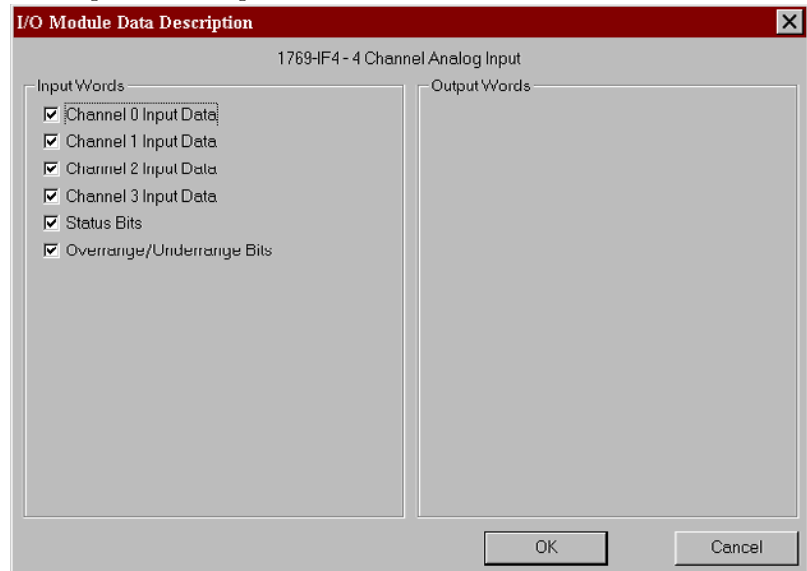 I/O Module Data Description
1769-IF4 - 4 Channel Analog Input
Input Words
Channel 0 Input Data
Channel 1 Input Data
Channel 2 Input Data
Channel 3 Input Data
Status Bits
Overrange/Underrange Bits
Output Words
OK
Cancel